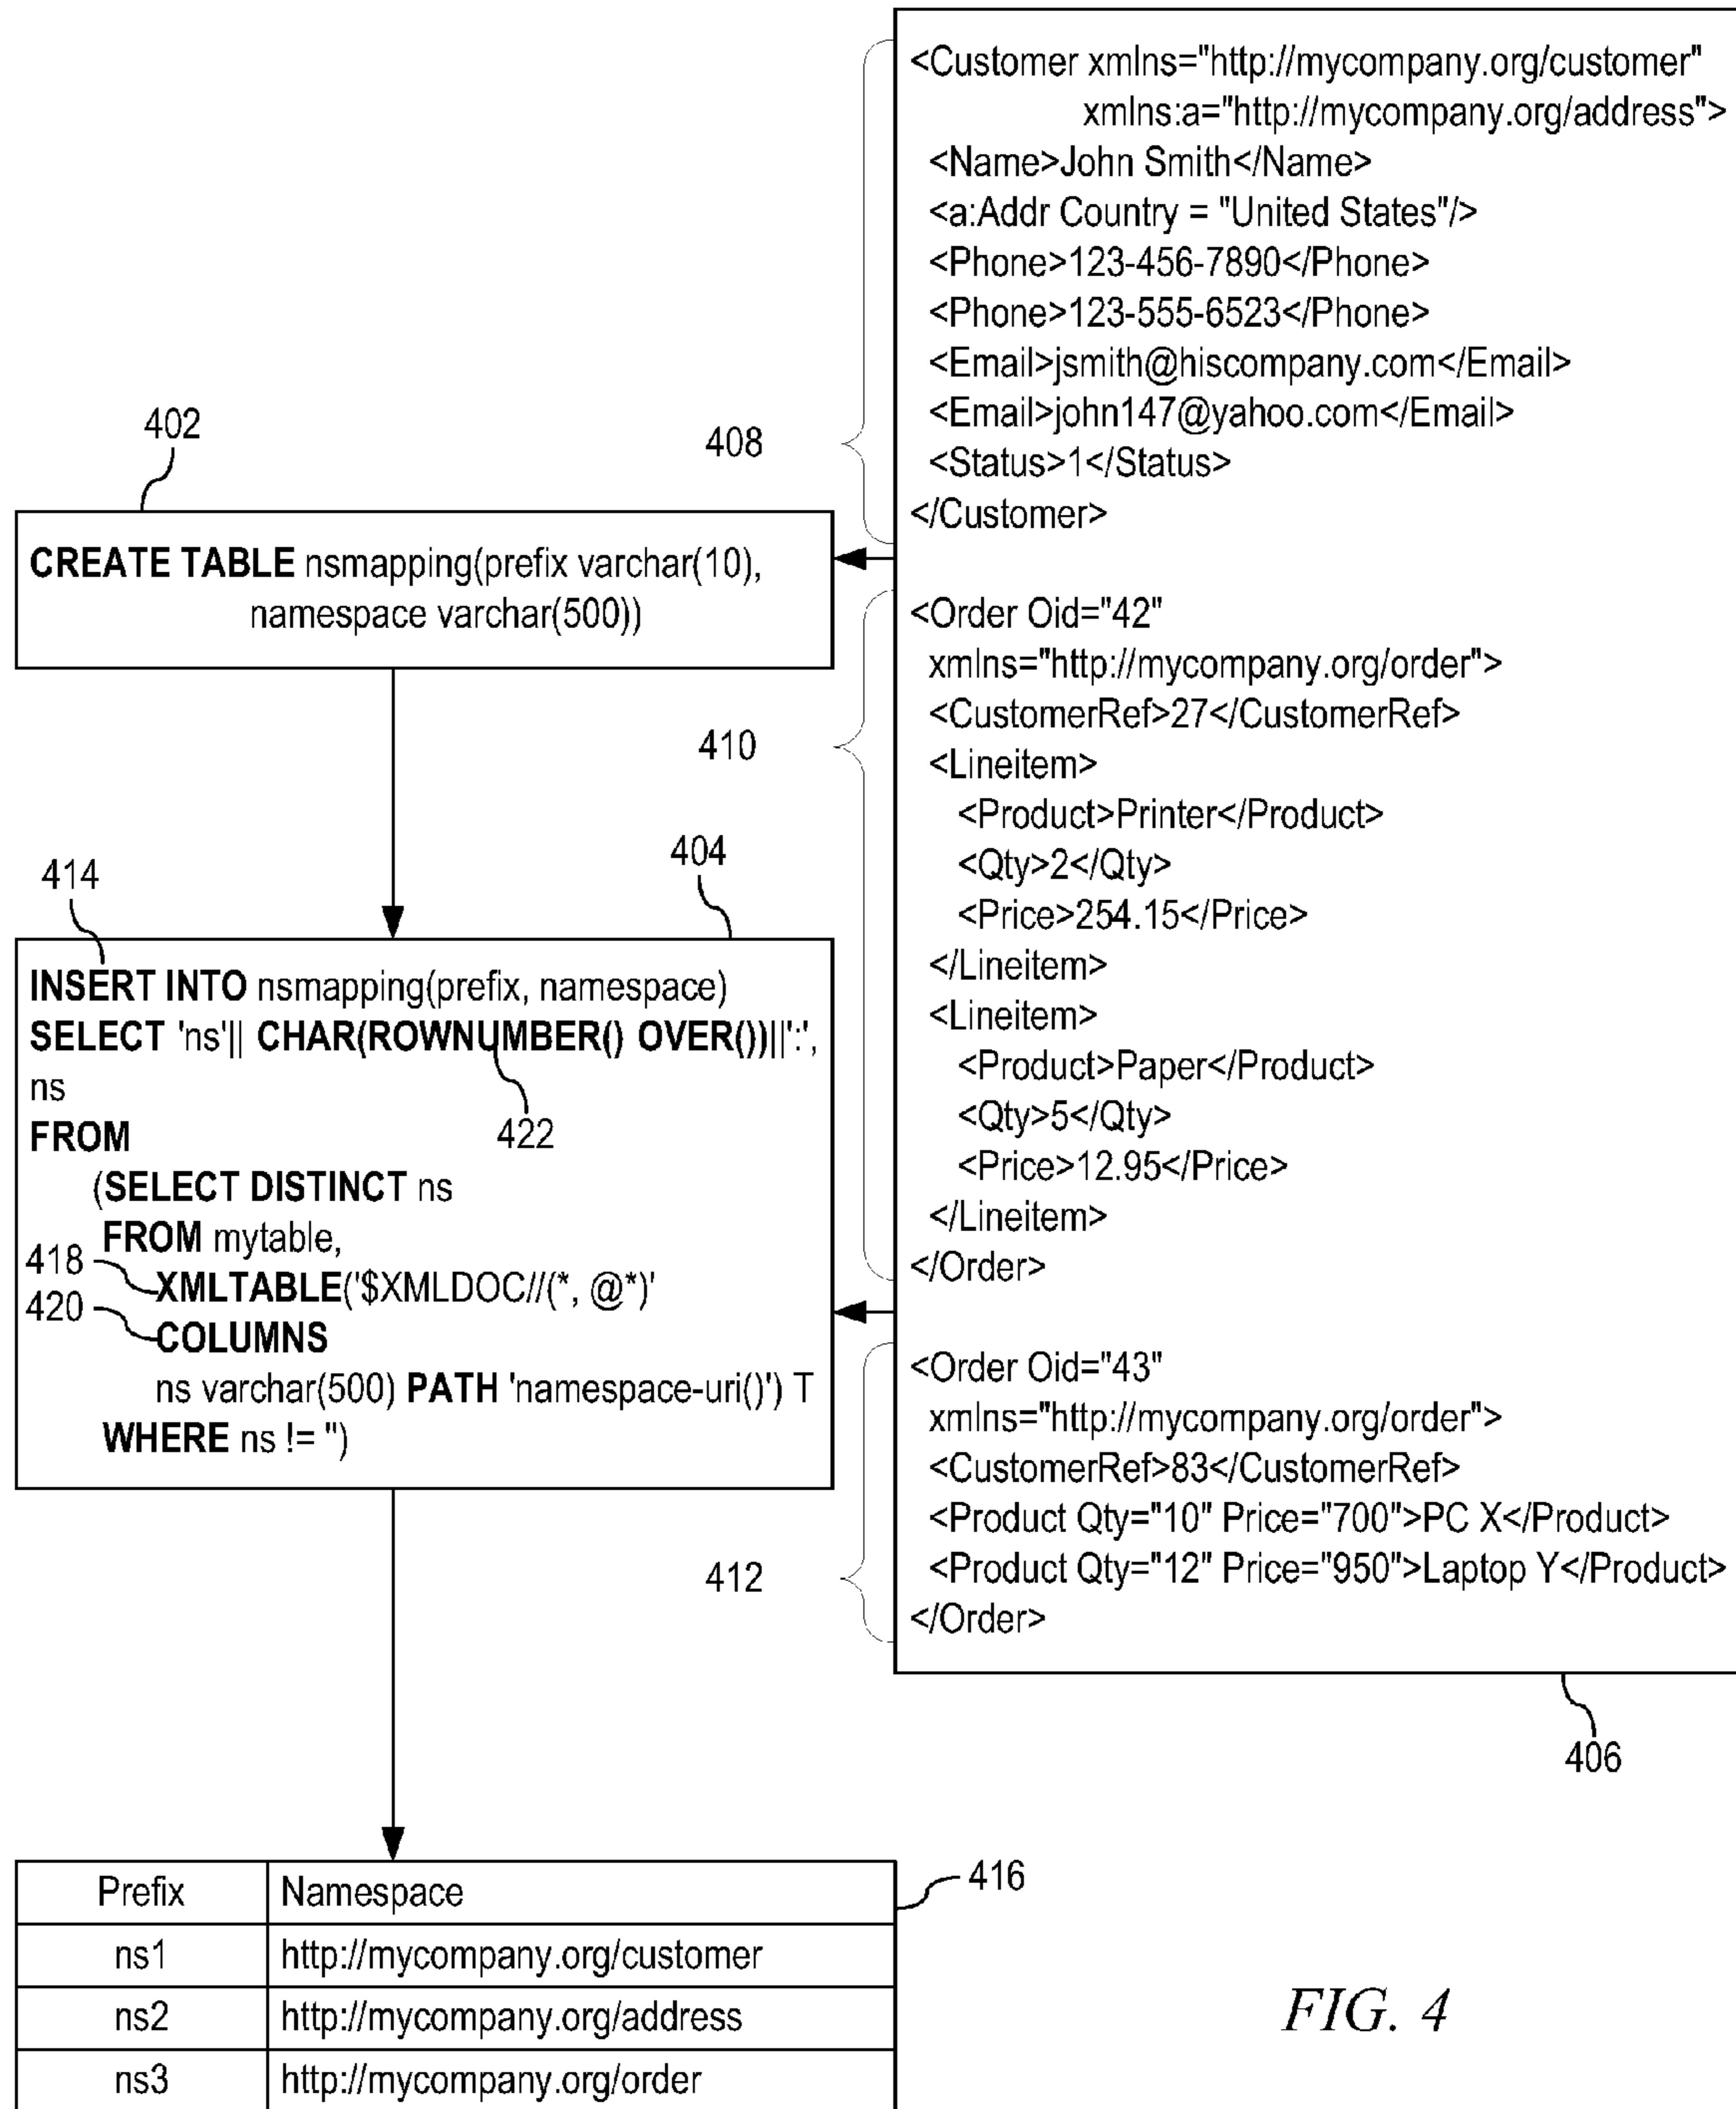 <Customer xmlns="http://mycompany.org/customer"
xmlns:a="http://mycompany.org/address">
<Name>John Smith</Name>
<a:Addr Country = "United States"/>
<Phone>123-456-7890</Phone>
<Phone>123-555-6523</Phone>
<Email>jsmith@hiscompany.com</Email>
<Email>john147@yahoo.com</Email>
<Status>1</Status>
</Customer>
408
402
CREATE TABLE nsmapping(prefix varchar(10),
namespace varchar(500))
<Order Oid="42"
xmlns="http://mycompany.org/order">
<CustomerRef>27</CustomerRef>
<Lineitem>
<Product>Printer</Product>
<Qty>2</Qty>
<Price>254.15</Price>
</Lineitem>
<Lineitem>
<Product>Paper</Product>
<Qty>5</Qty>
<Price>12.95</Price>
</Lineitem>
</Order>
410
404
414
INSERT INTO nsmapping(prefix, namespace)
SELECT 'ns'|| CHAR(ROWNUMBER() OVER())||':',
ns
FROM
422
(SELECT DISTINCT ns
FROM mytable,
418
XMLTABLE('$XMLDOC//(*, @*)'
420
COLUMNS
ns varchar(500) PATH 'namespace-uri()') T
WHERE ns != '')
<Order Oid="43"
xmlns="http://mycompany.org/order">
<CustomerRef>83</CustomerRef>
<Product Qty="10" Price="700">PC X</Product>
<Product Qty="12" Price="950">Laptop Y</Product>
</Order>
412
406
416
Prefix Namespace
ns1 http://mycompany.org/customer
ns2 http://mycompany.org/address
ns3 http://mycompany.org/order
FIG. 4